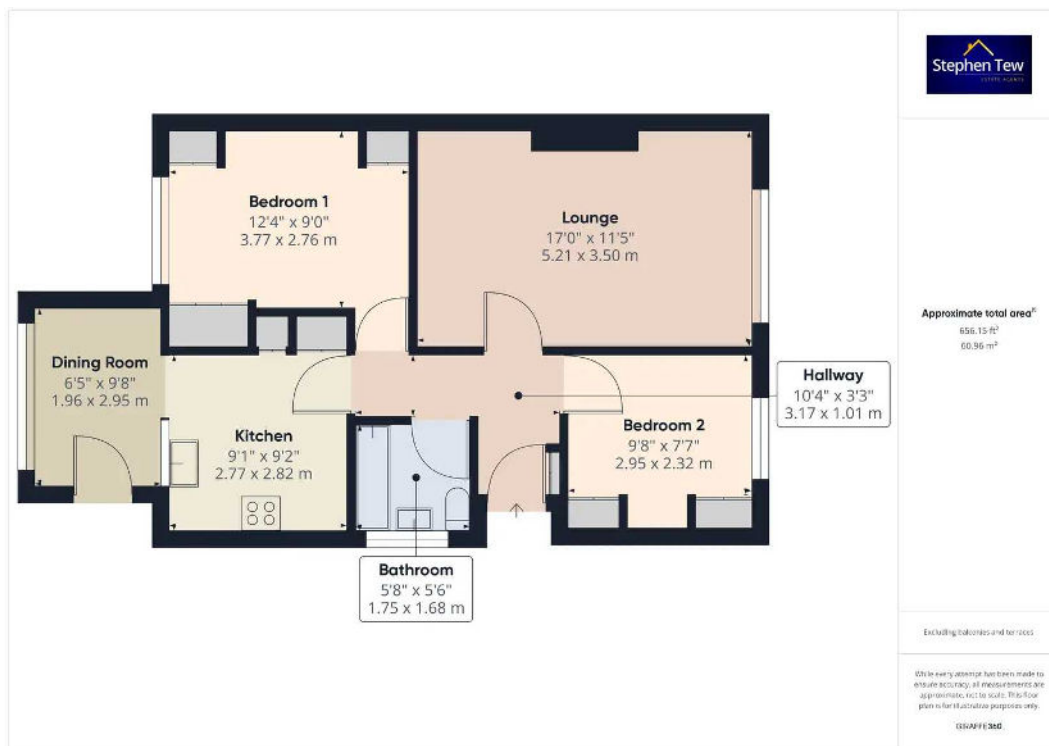 Stephen Tew
ESTATE AGENTS
Bedroom 1
12'4" x 9'0"
3.77 x 2.76 m
Lounge
17'0" x 11'5"
5.21 x 3.50 m
Dining Room
6'5" x 9'8"
1.96 x 2.95 m
Kitchen
9'1" x 9'2"
2.77 x 2.82 m
Hallway
10'4" x 3'3"
3.17 x 1.01 m
Bedroom 2
9'8" x 7'7"
2.95 x 2.32 m
Bathroom
5'8" x 5'6"
1.75 x 1.68 m
Approximate total area
656.15 ft²
60.96 m²
Excluding balconies and terraces
While every attempt has been made to
ensure accuracy, all measurements are
approximate, not to scale. This floor
plan is for illustrative purposes only.
GIRAFFE360